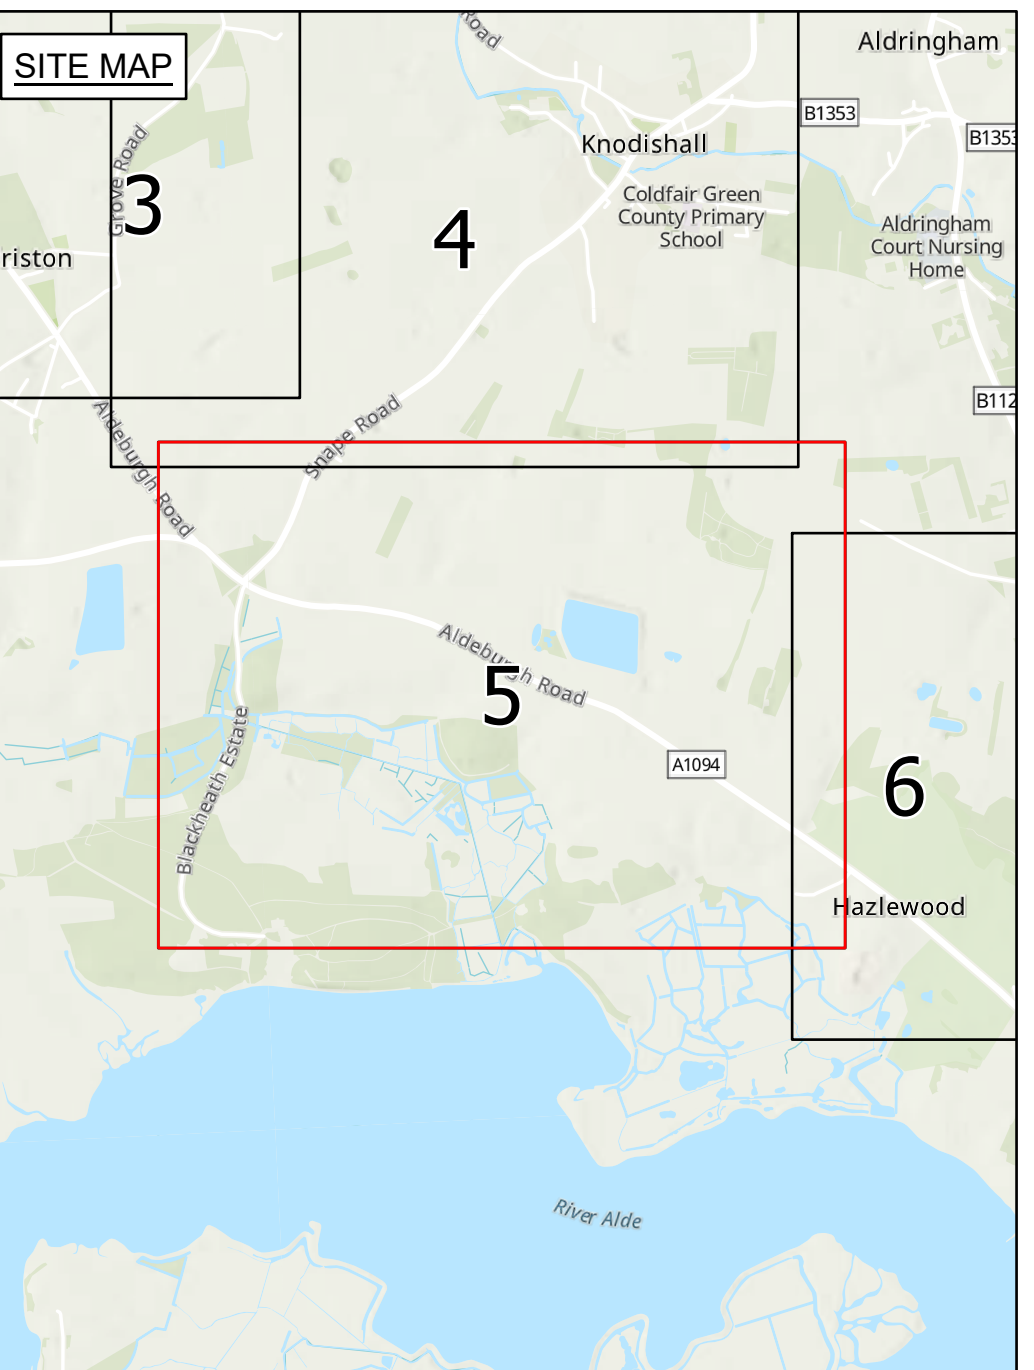 Road
Aldringham
SITE MAP
B1353
B1353
Knodishall
Grove Road
3
Coldfair Green
County Primary
School
4
Aldringham
Court Nursing
Home
riston
B112
Aldeburgh Road
Snape Road
Aldeburgh Road
5
Blackheath Estate
A1094
6
Hazlewood
River Alde